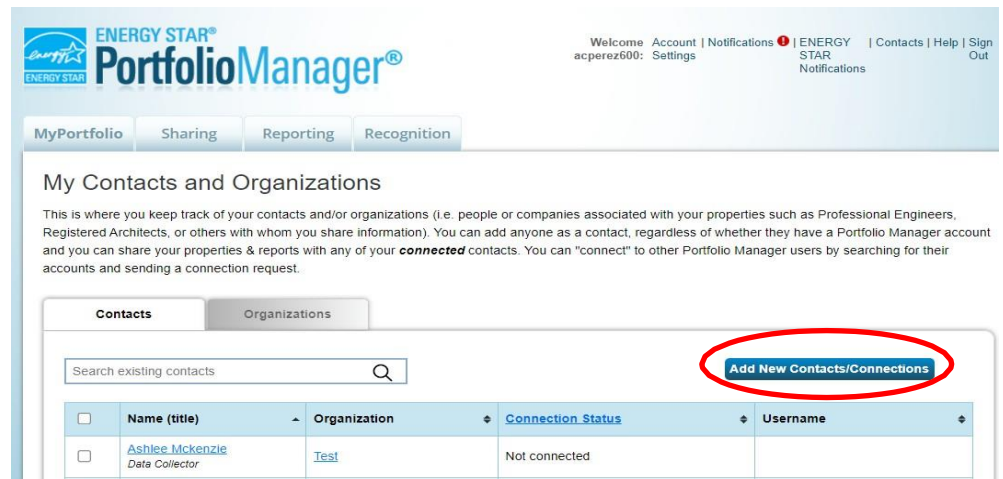 ENERGY STAR®
PortfolioManager®
energy
ENERGY STAR
Welcome acperez600: Account Settings | Notifications | ENERGY STAR Notifications | Contacts | Help | Sign Out
MyPortfolio Sharing Reporting Recognition
My Contacts and Organizations
This is where you keep track of your contacts and/or organizations (i.e. people or companies associated with your properties such as Professional Engineers,
Registered Architects, or others with whom you share information). You can add anyone as a contact, regardless of whether they have a Portfolio Manager account
and you can share your properties & reports with any of your connected contacts. You can "connect" to other Portfolio Manager users by searching for their
accounts and sending a connection request.
Contacts Organizations
Search existing contacts Add New Contacts/Connections
Name (title) Organization Connection Status Username
Ashlee Mckenzie Test Not connected
Data Collector